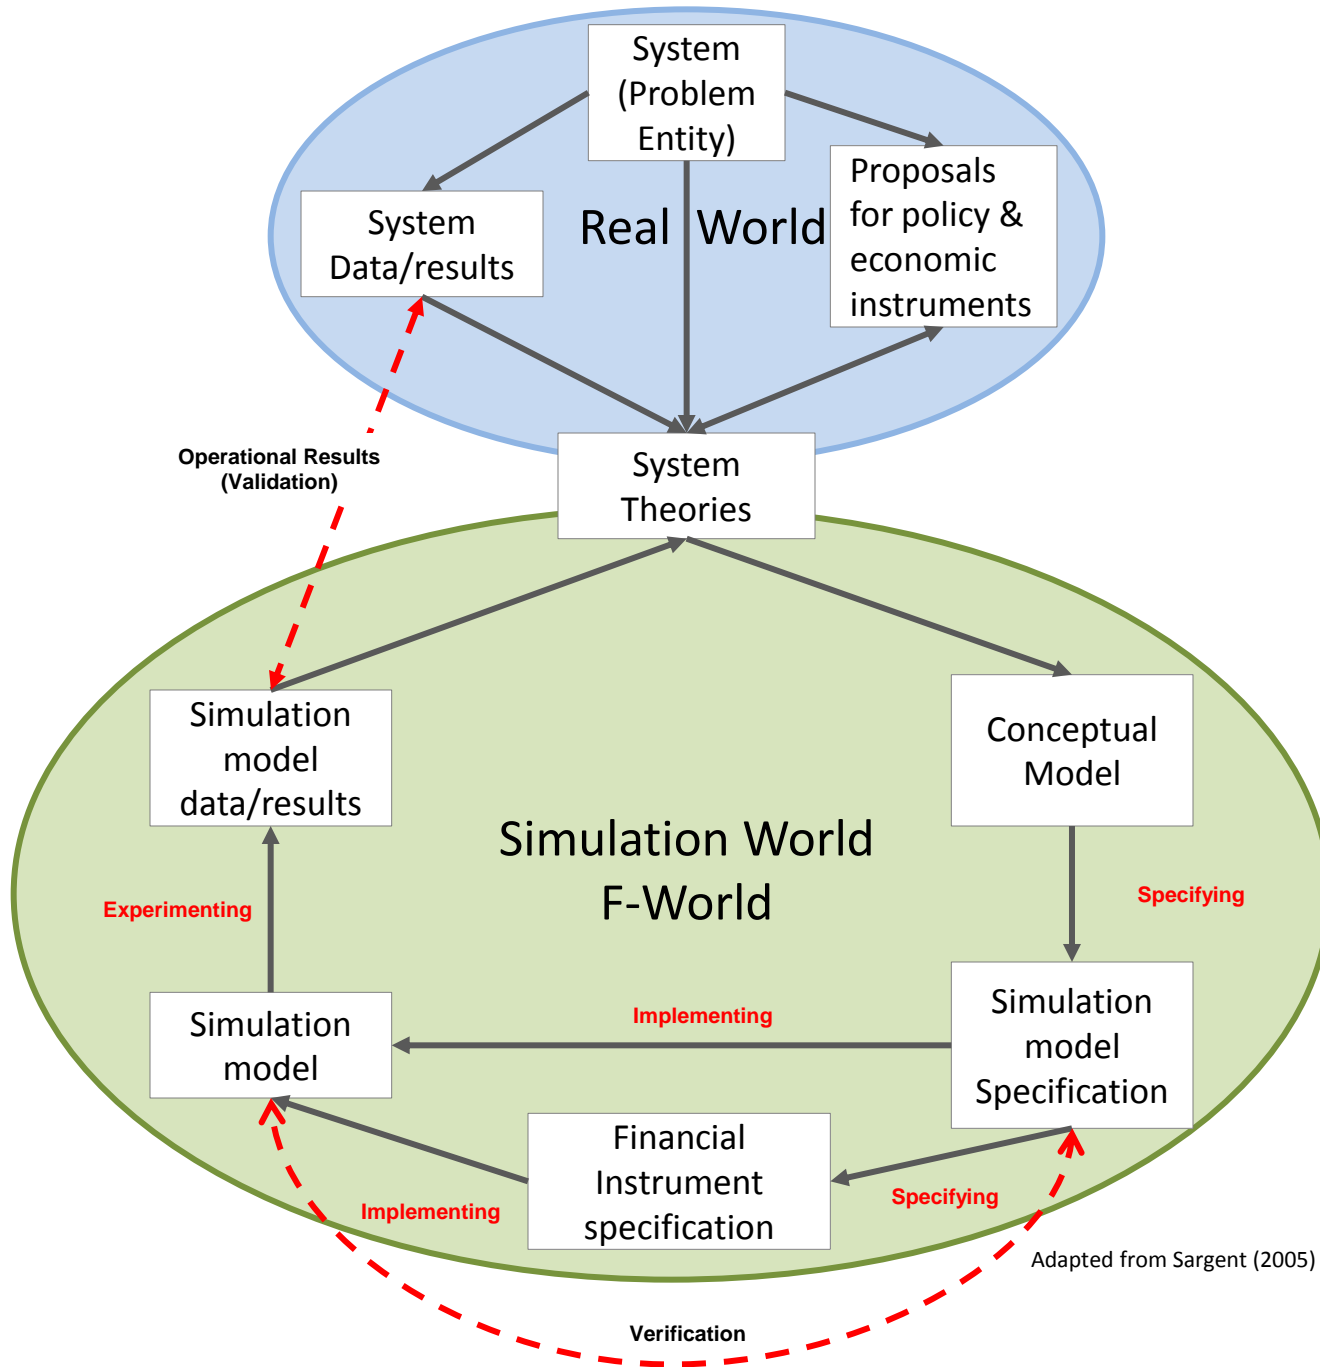 System
(Problem
Entity)
Proposals
for policy &
economic
instruments
System
Data/results
Real World
Operational Results
(Validation)
System
Theories
Simulation
model
data/results
Conceptual
Model
Simulation World
F-World
Experimenting
Specifying
Simulation
model
Implementing
Simulation
model
Specification
Financial
Instrument
specification
Implementing
Specifying
Adapted from Sargent (2005)
Verification